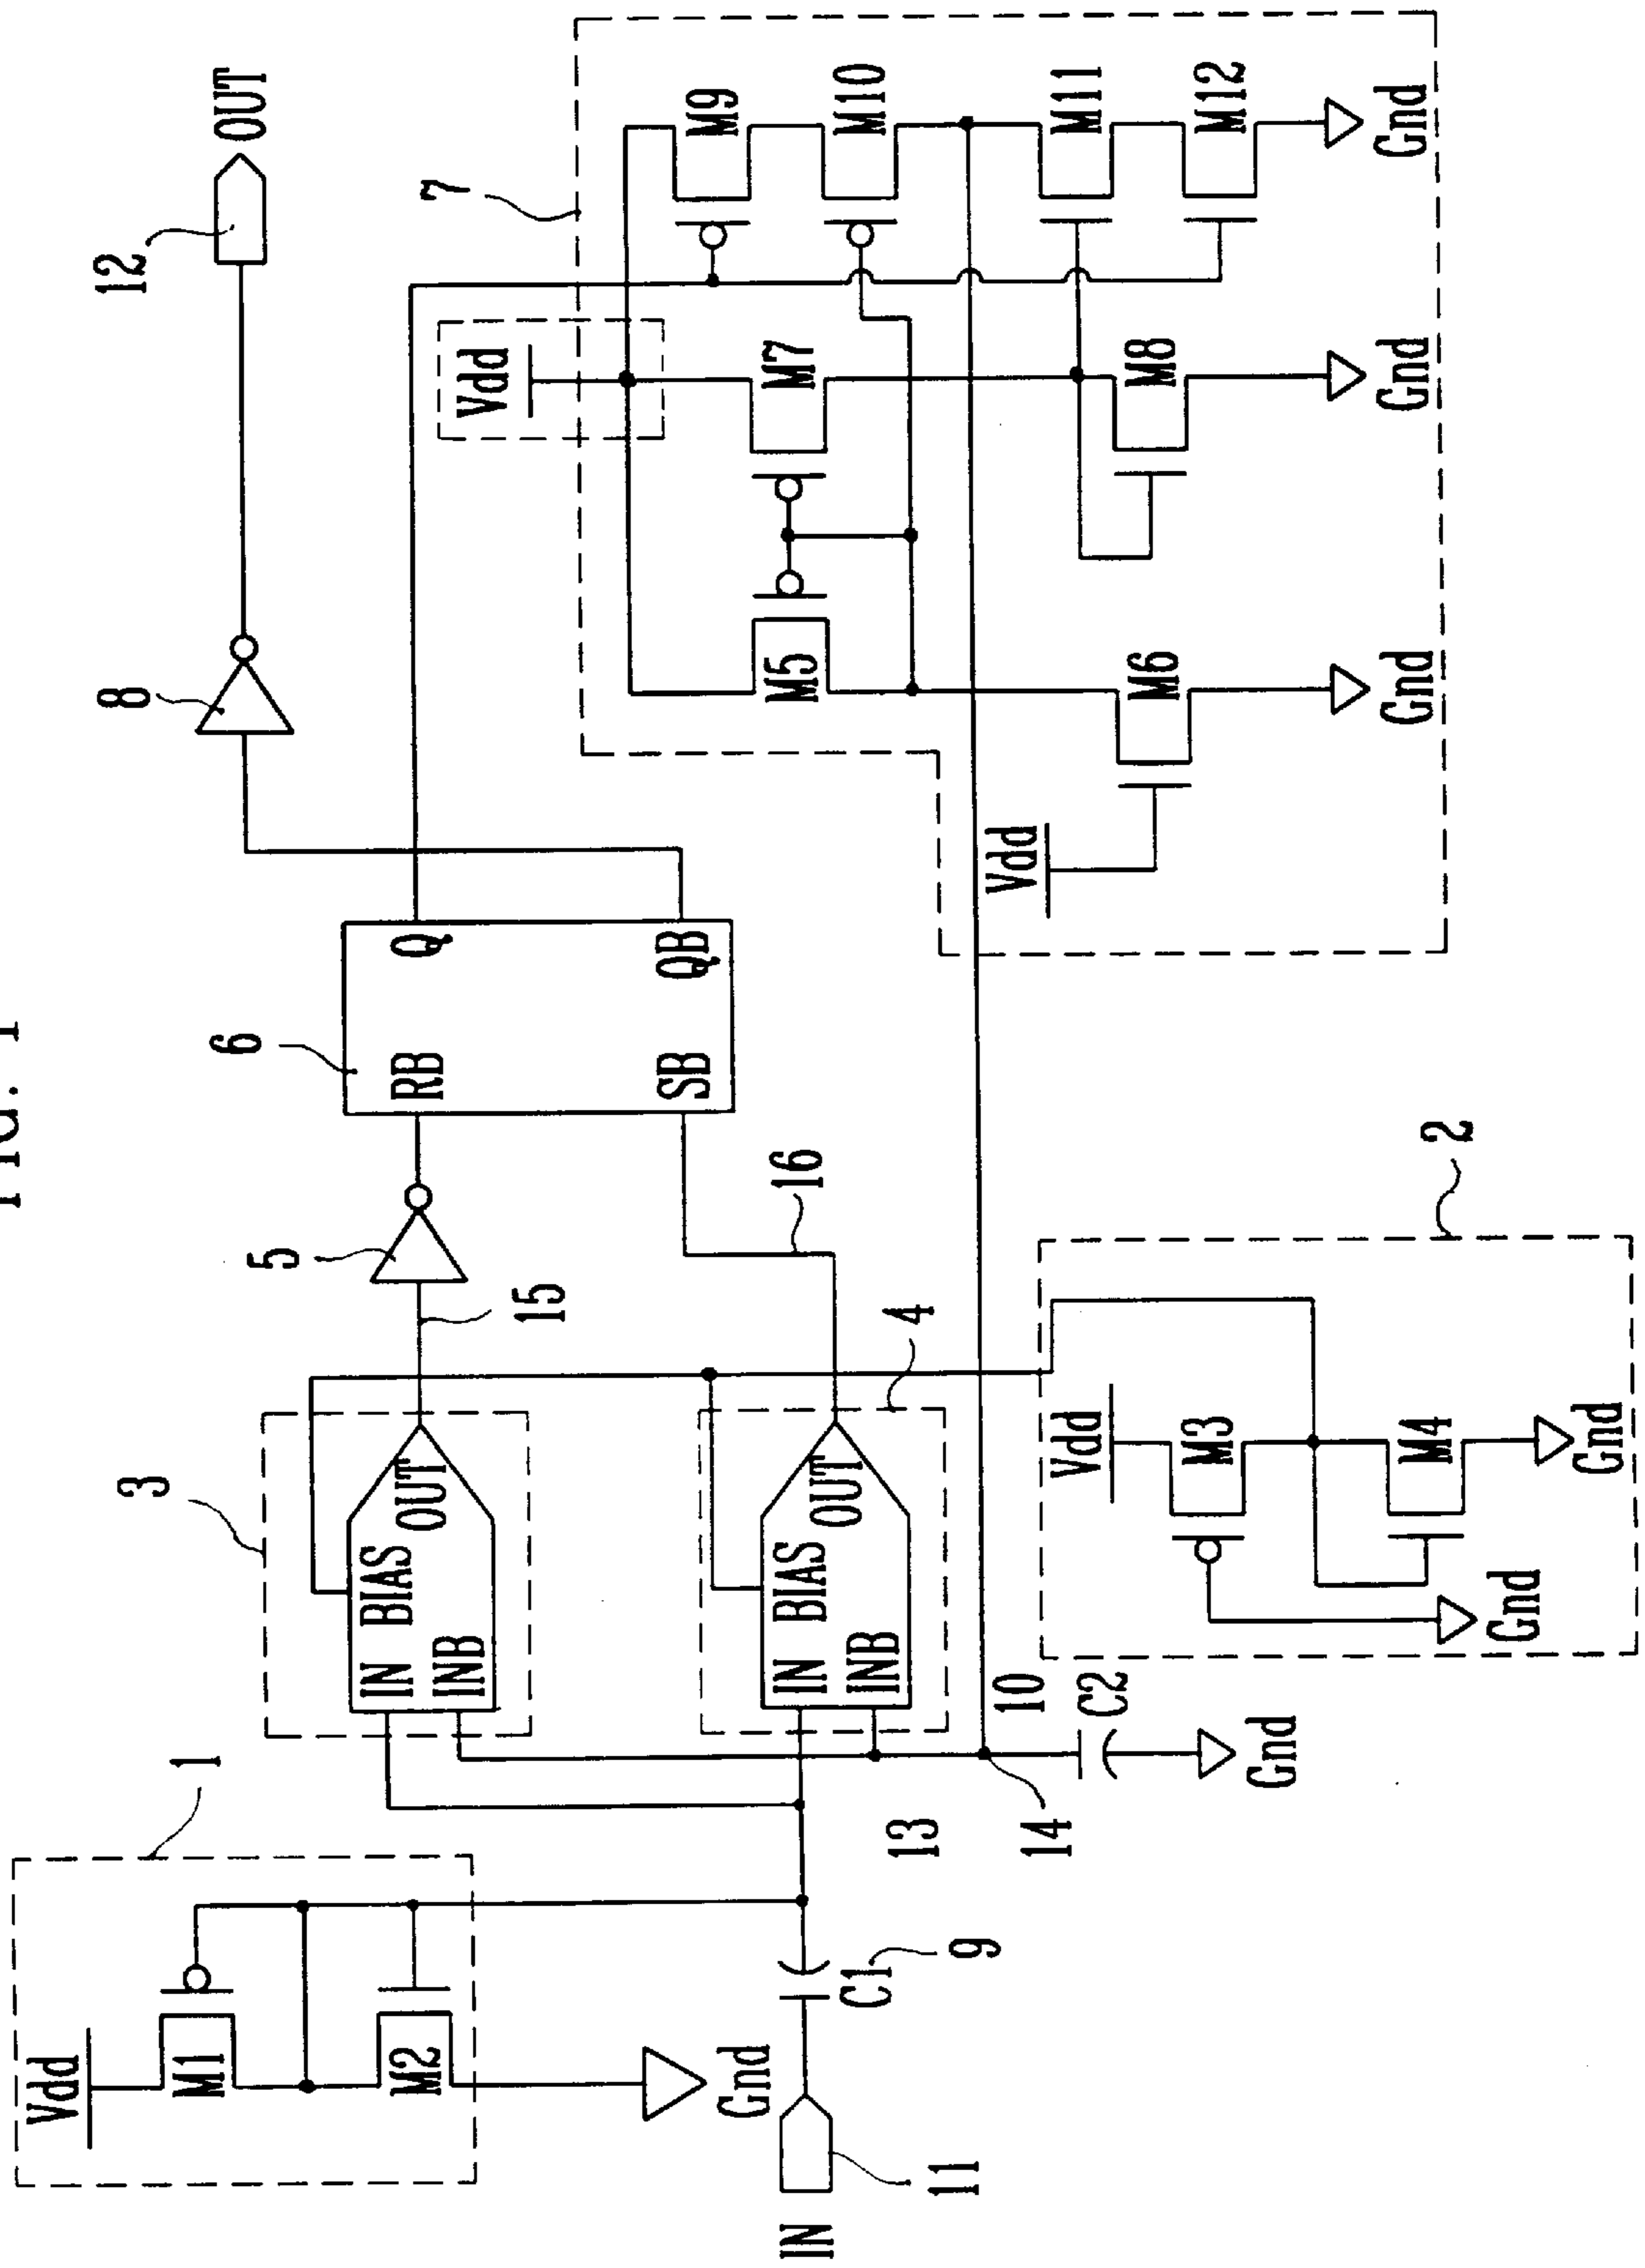 FIG. 1
1
Vdd
M1
M2
Gnd
IN
11
C1
9
13
14
10
C2
Gnd
3
IN
BIAS
INB
OUT
4
IN
BIAS
INB
OUT
15
16
5
2
Vdd
M3
M4
Gnd
Gnd
6
RB
Q
SB
QB
8
12
OUT
7
Vdd
Vdd
M5
M6
Gnd
M7
M8
Gnd
M9
M10
M11
M12
Gnd